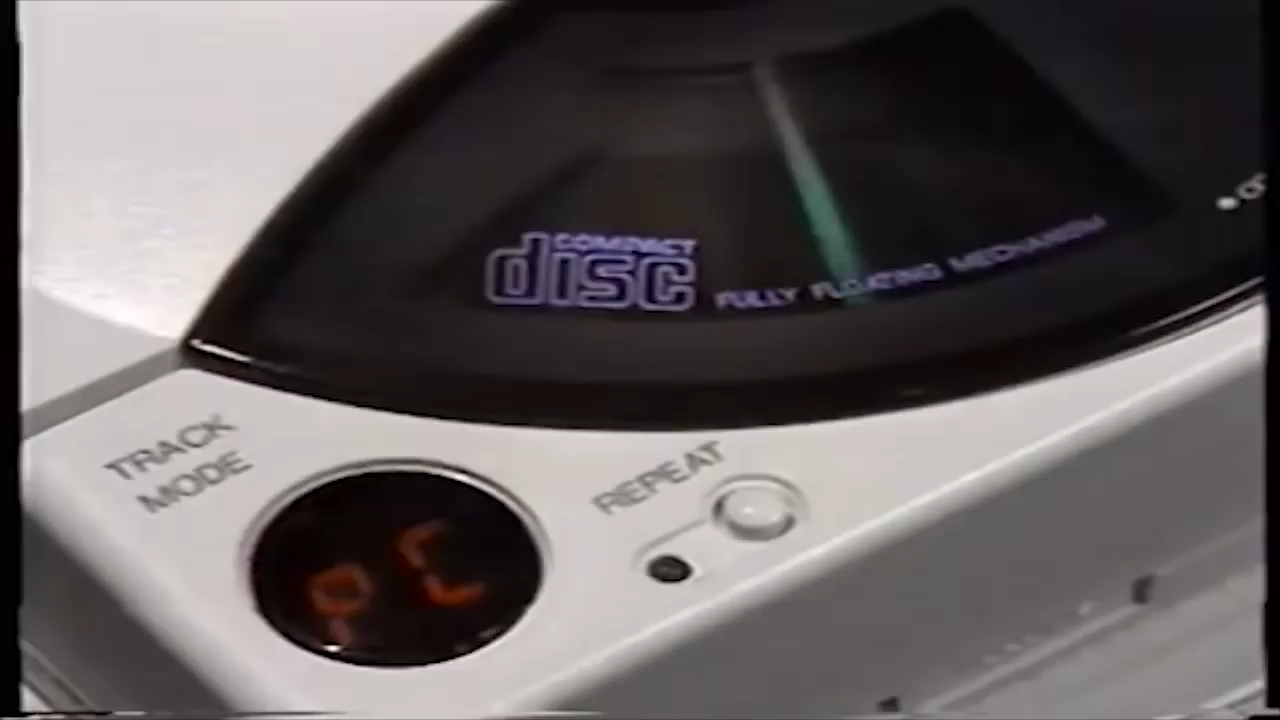 COMPACT
disc
FULLY FLOATING MECHANISM
TRACK
MODE
REPEAT